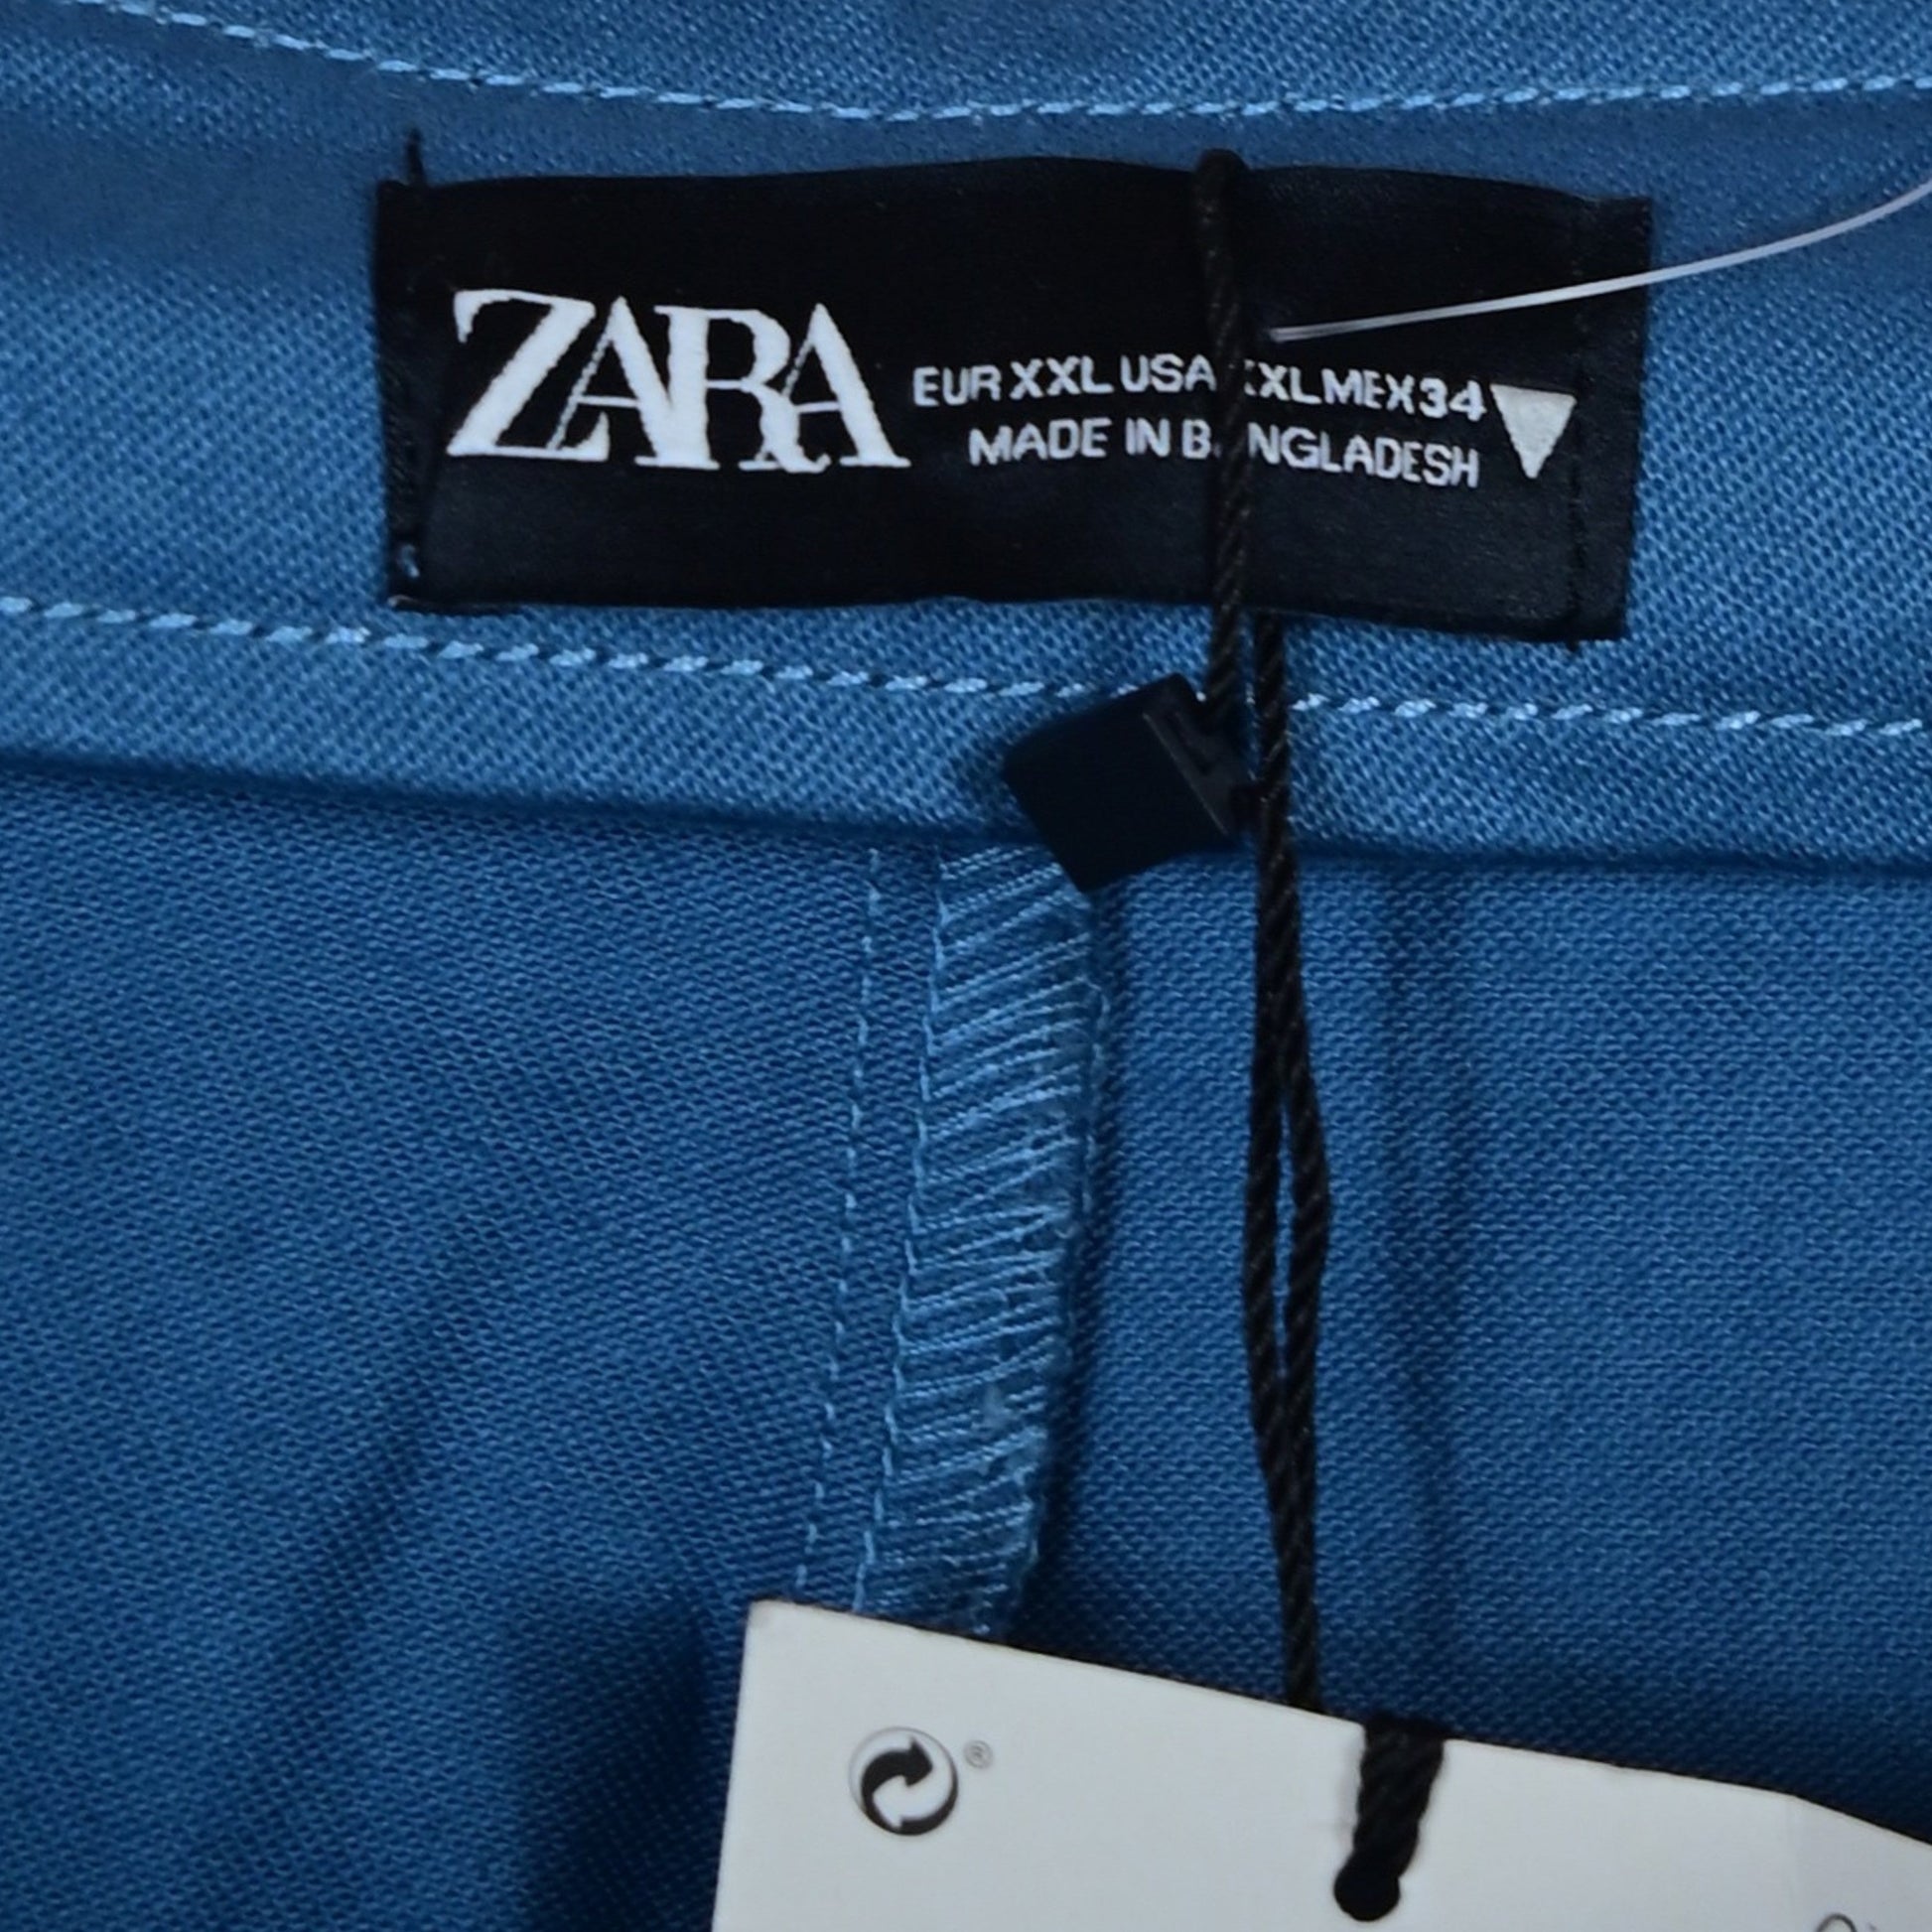 ZARA
EUR XXL USA XXL MEX 34
MADE IN BANGLADESH
®